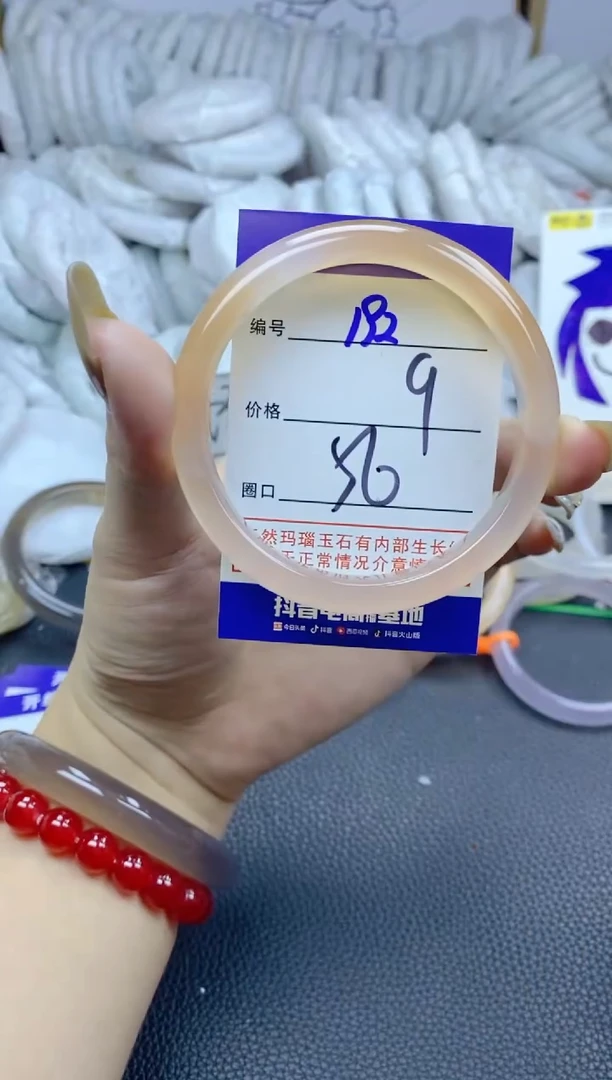 编号 182
价格 9
圈口 56
然玛瑙玉石有内部生长
正常情况介意慎
抖音电商 基地
今日头条 抖音 西瓜视频 抖音火山版